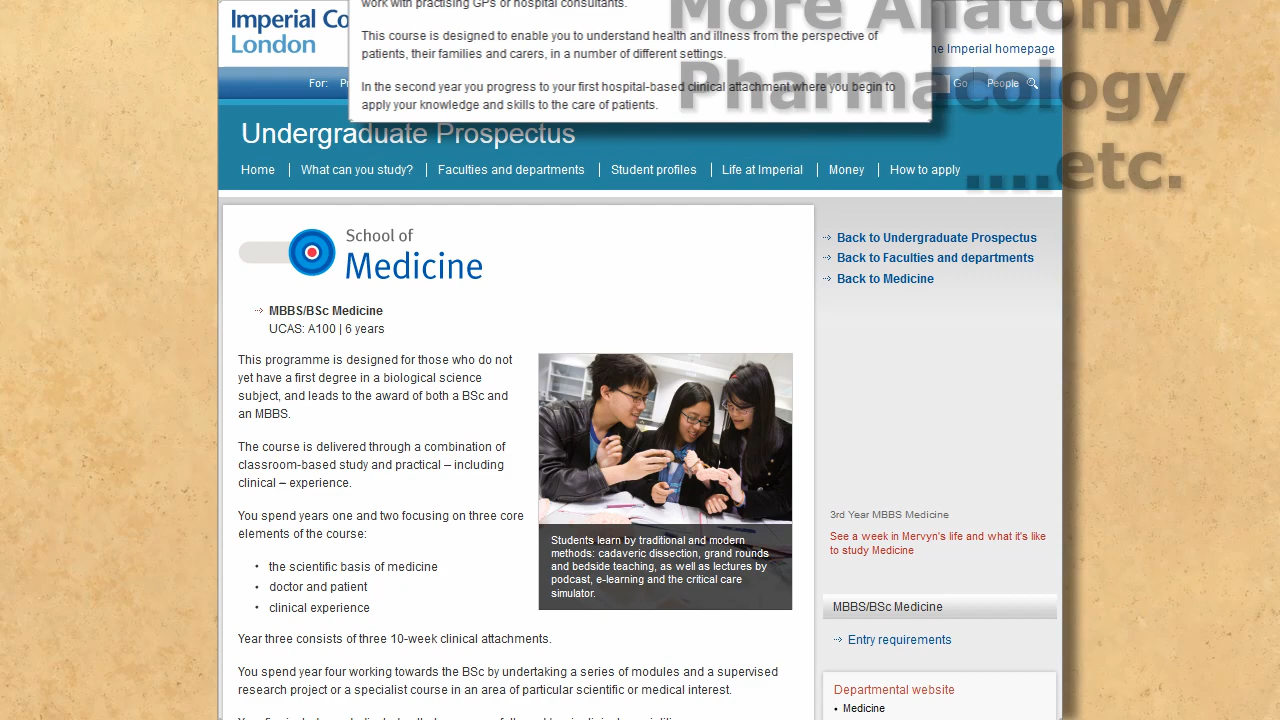 work with practising GPs or hospital consultants.
More Anatomy
Imperial Co
London
This course is designed to enable you to understand health and illness from the perspective of
patients, their families and carers, in a number of different settings.
he Imperial homepage
Pharmacology
For:
Go
People
In the second year you progress to your first hospital-based clinical attachment where you begin to
apply your knowledge and skills to the care of patients.
Undergraduate Prospectus
....etc.
Home
What can you study?
Faculties and departments
Student profiles
Life at Imperial
Money
How to apply
School of
Medicine
MBBS/BSc Medicine
UCAS: A100 | 6 years
This programme is designed for those who do not
yet have a first degree in a biological science
subject, and leads to the award of both a BSc and
an MBBS.
The course is delivered through a combination of
classroom-based study and practical – including
clinical – experience.
You spend years one and two focusing on three core
elements of the course:
• the scientific basis of medicine
• doctor and patient
• clinical experience
Students learn by traditional and modern
methods: cadaveric dissection, grand rounds
and bedside teaching, as well as lectures by
podcast, e-learning and the critical care
simulator.
Year three consists of three 10-week clinical attachments.
You spend year four working towards the BSc by undertaking a series of modules and a supervised
research project or a specialist course in an area of particular scientific or medical interest.
Back to Undergraduate Prospectus
Back to Faculties and departments
Back to Medicine
3rd Year MBBS Medicine
See a week in Mervyn's life and what it's like
to study Medicine
MBBS/BSc Medicine
Entry requirements
Departmental website
• Medicine